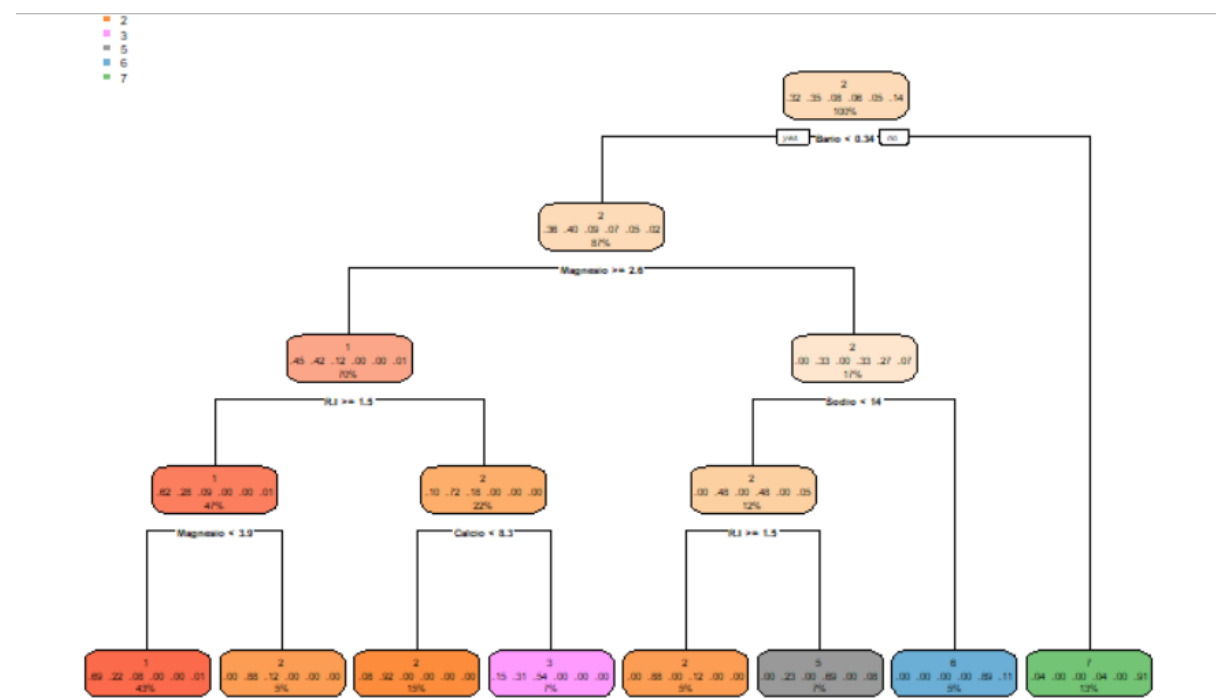 2
3
5
6
7
2
.32 .35 .08 .06 .05 .14
100%
yes Bario < 0.34 no
2
.36 .40 .09 .07 .05 .02
87%
Magnesio >= 2.6
1
.45 .42 .12 .00 .00 .01
70%
2
.00 .33 .00 .33 .27 .07
17%
R.I >= 1.5
Sodio < 14
1
.62 .28 .09 .00 .00 .01
47%
2
.10 .72 .18 .00 .00 .00
22%
2
.00 .48 .00 .48 .00 .05
12%
Magnesio < 3.9
Calcio < 8.3
R.I >= 1.5
1
.69 .22 .08 .00 .00 .01
43%
2
.00 .88 .12 .00 .00 .00
5%
2
.08 .92 .00 .00 .00 .00
15%
3
.15 .31 .54 .00 .00 .00
7%
2
.00 .88 .00 .12 .00 .00
5%
5
.00 .23 .00 .69 .00 .08
7%
6
.00 .00 .00 .00 .89 .11
5%
7
.04 .00 .00 .04 .00 .91
13%